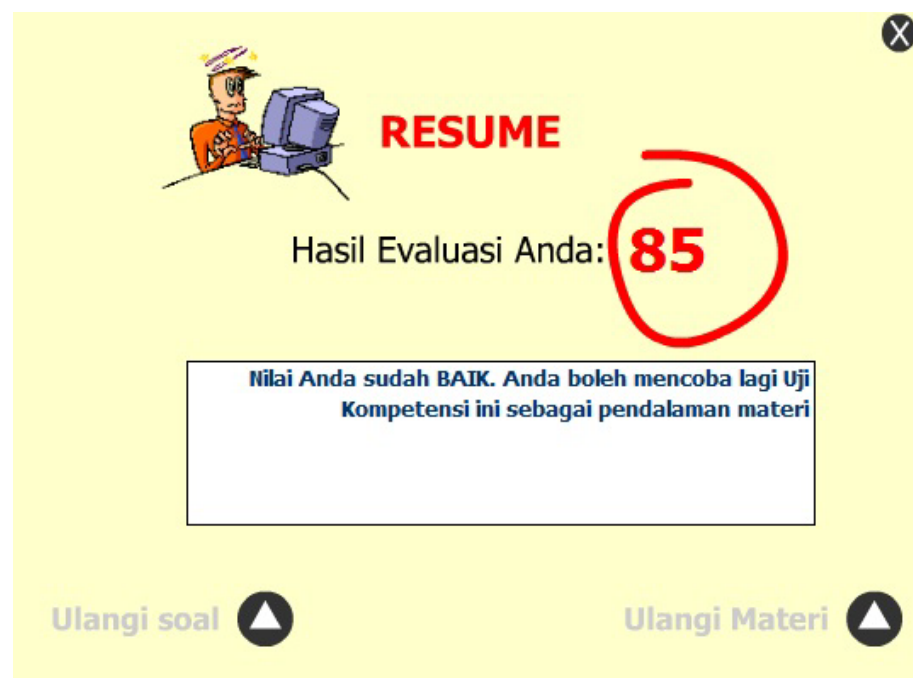 RESUME
Hasil Evaluasi Anda: 85
Nilai Anda sudah BAIK. Anda boleh mencoba lagi Uji
Kompetensi ini sebagai pendalaman materi
Ulangi soal
Ulangi Materi